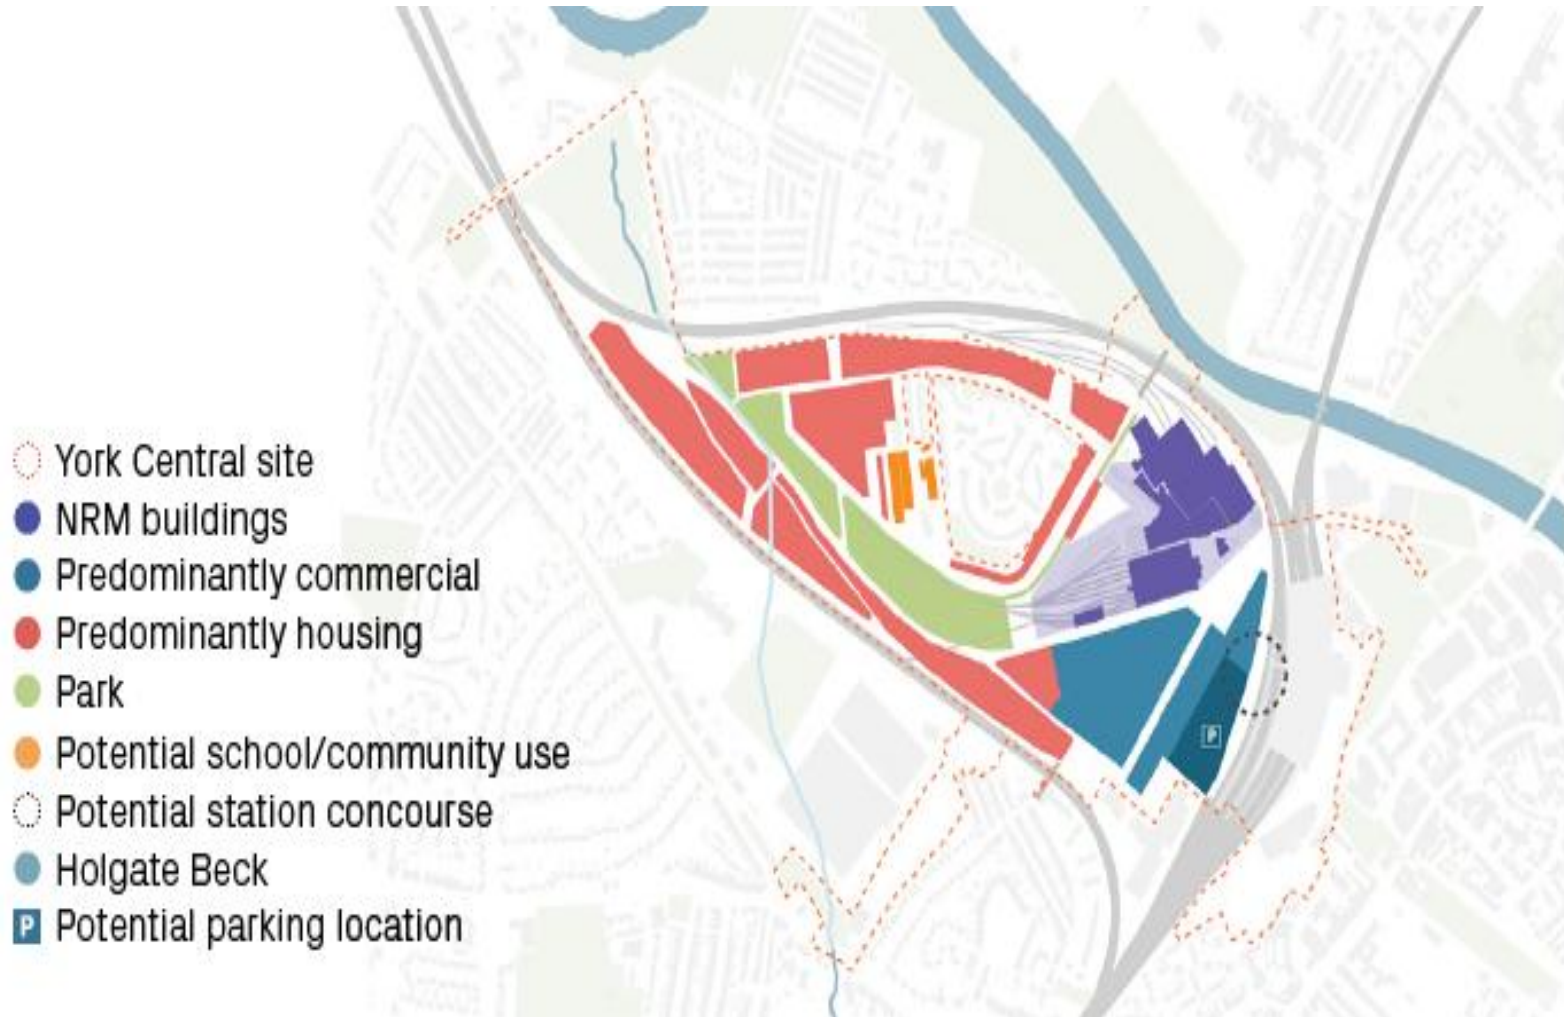 York Central site
NRM buildings
Predominantly commercial
Predominantly housing
Park
Potential school/community use
Potential station concourse
Holgate Beck
P Potential parking location
P